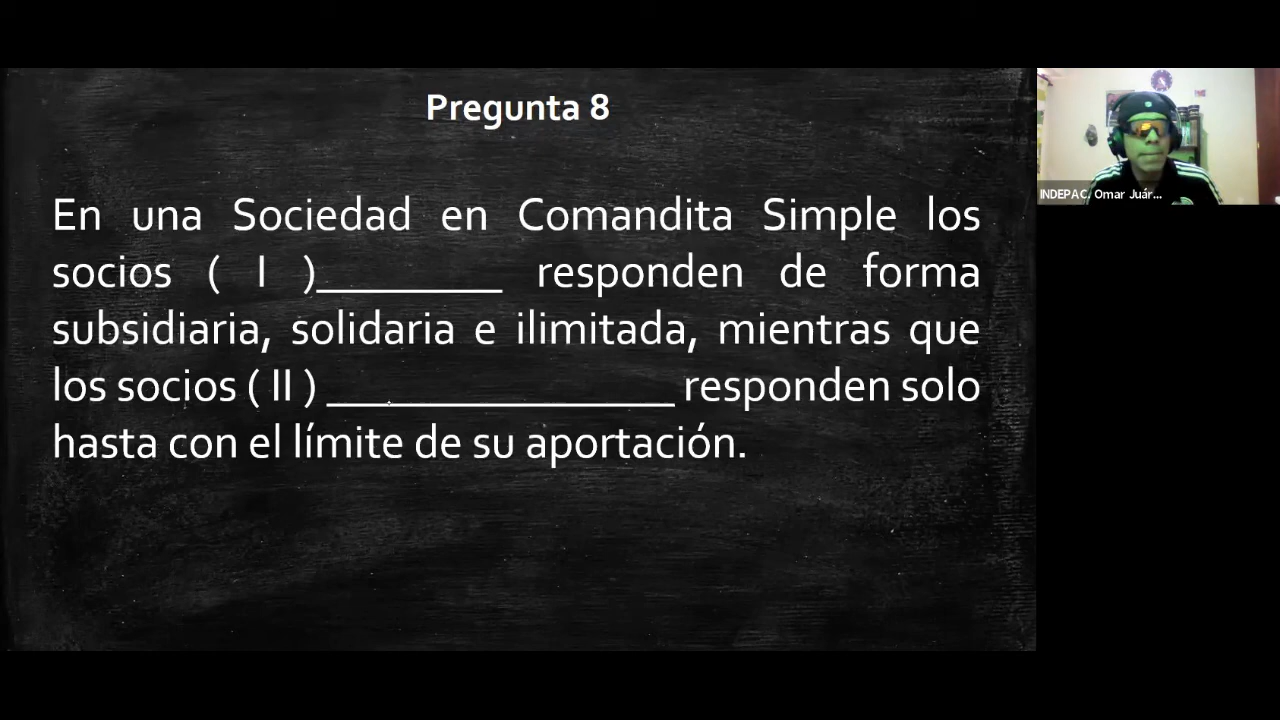 Pregunta 8
En una Sociedad en Comandita Simple los
socios ( I )________ responden de forma
subsidiaria, solidaria e ilimitada, mientras que
los socios ( II ) _______________ responden solo
hasta con el límite de su aportación.
INDEPAC. Omar Juár...